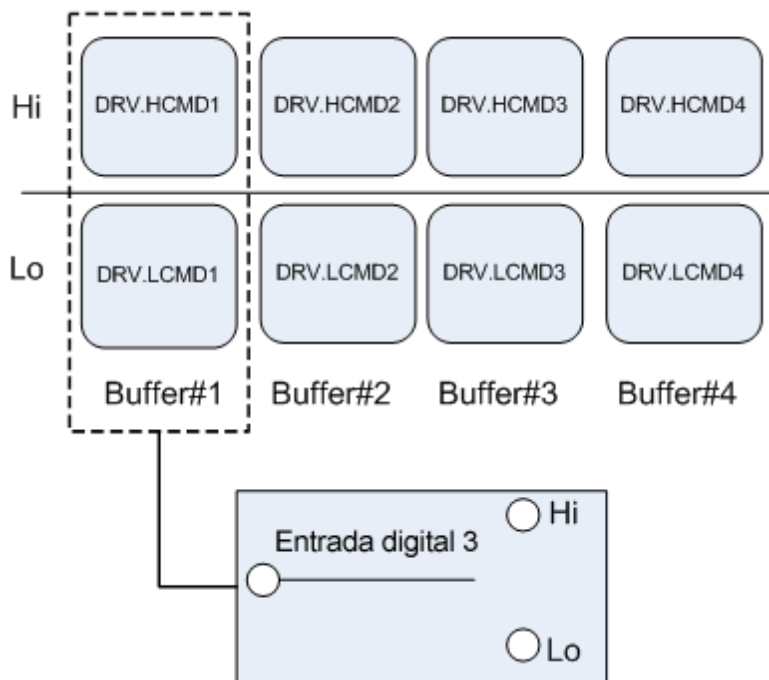 Hi
DRV.HCMD1 DRV.HCMD2 DRV.HCMD3 DRV.HCMD4
Lo
DRV.LCMD1 DRV.LCMD2 DRV.LCMD3 DRV.LCMD4
Buffer#1 Buffer#2 Buffer#3 Buffer#4
Hi
Entrada digital 3
Lo